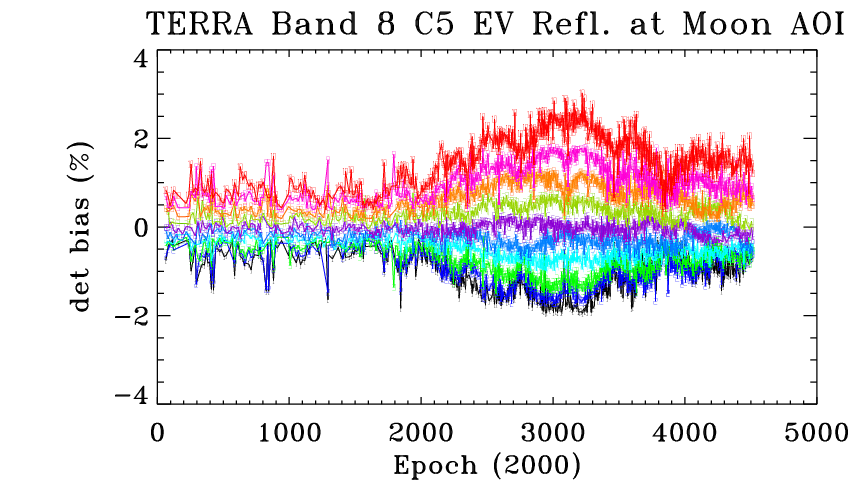 TERRA Band 8 C5 EV Refl. at Moon AOI
4
2
0
−2
−4
det bias (%)
0 1000 2000 3000 4000 5000
Epoch (2000)